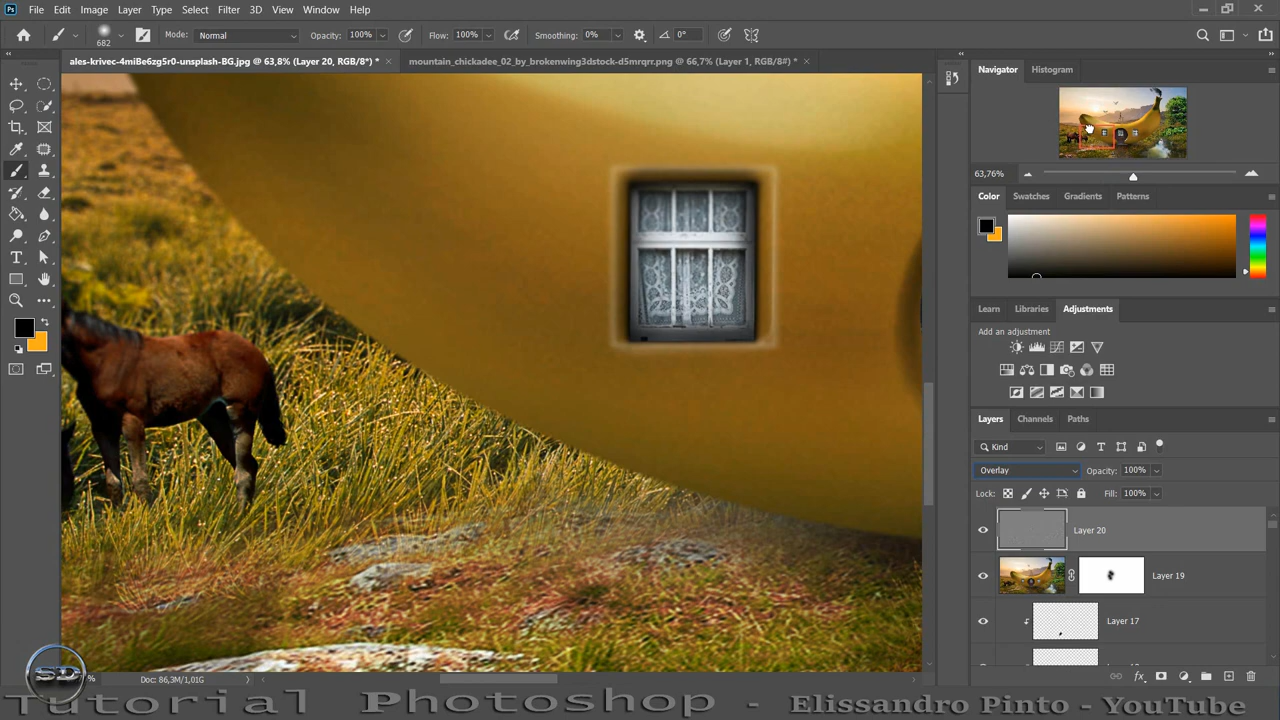 Ps File Edit Image Layer Type Select Filter 3D View Window Help
682 Mode: Normal Opacity: 100% Flow: 100% Smoothing: 0% 0°
ales-krivec-4miBe6zg5r0-unsplash-BG.jpg @ 63,8% (Layer 20, RGB/8*) * mountain_chickadee_02_by_brokenwing3dstock-d5mrqrr.png @ 66,7% (Layer 1, RGB/8#) *
Navigator Histogram
63,76%
Color Swatches Gradients Patterns
Learn Libraries Adjustments
Add an adjustment
Layers Channels Paths
Kind
Overlay Opacity: 100%
Lock: Fill: 100%
Layer 20
Layer 19
Layer 17
SD
Doc: 86,3M/1,01G
Tutorial Photoshop - Elissandro Pinto - YouTube